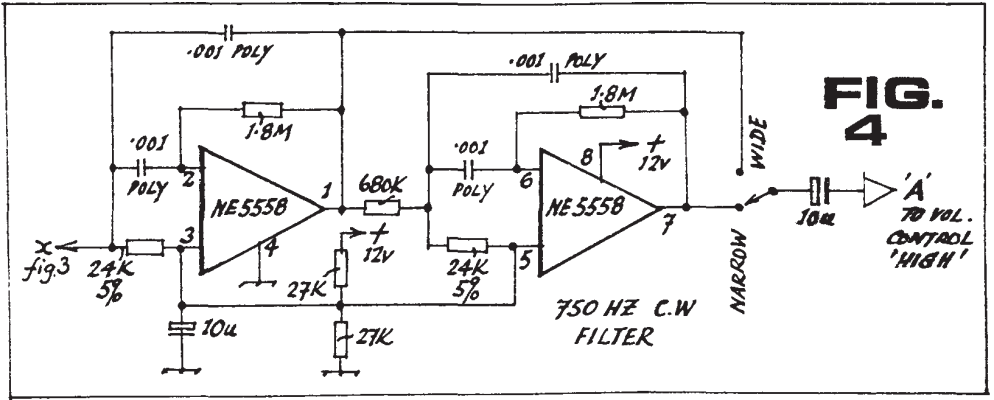 .001 POLY
.001 POLY
1.8M
1.8M
FIG.
4
.001
POLY
2
1
680K
.001
POLY
6
8
+
12v
WIDE
NE5558
NE5558
7
'A'
TO VOL.
CONTROL
'HIGH'
10u
x
fig.3
3
4
+
12v
5
24K
5%
24K
5%
27K
NARROW
750 HZ C.W
FILTER
10u
27K